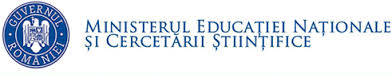 GUVERNUL ROMÂNIEI
MINISTERUL EDUCAȚIEI NAȚIONALE
ȘI CERCETĂRII ȘTIINȚIFICE